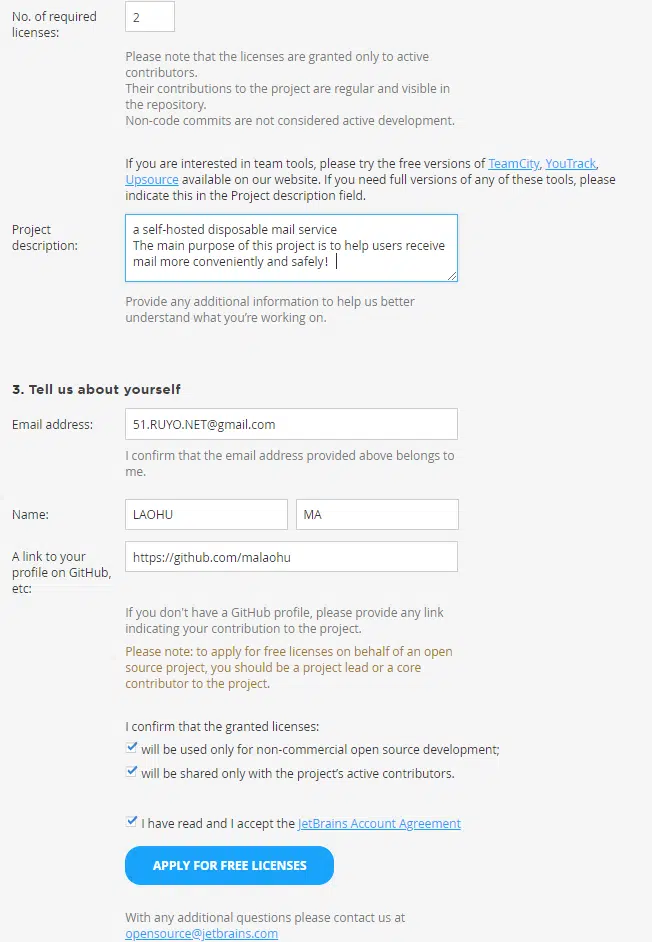 No. of required
licenses:
2
Please note that the licenses are granted only to active
contributors.
Their contributions to the project are regular and visible in
the repository.
Non-code commits are not considered active development.
If you are interested in team tools, please try the free versions of TeamCity, YouTrack,
Upsource available on our website. If you need full versions of any of these tools, please
indicate this in the Project description field.
Project
description:
a self-hosted disposable mail service
The main purpose of this project is to help users receive
mail more conveniently and safely!
Provide any additional information to help us better
understand what you’re working on.
3. Tell us about yourself
Email address:
51.RUYO.NET@gmail.com
I confirm that the email address provided above belongs to
me.
Name:
LAOHU
MA
A link to your
profile on GitHub,
etc:
https://github.com/malaohu
If you don't have a GitHub profile, please provide any link
indicating your contribution to the project.
Please note: to apply for free licenses on behalf of an open
source project, you should be a project lead or a core
contributor to the project.
I confirm that the granted licenses:
will be used only for non-commercial open source development;
will be shared only with the project’s active contributors.
I have read and I accept the JetBrains Account Agreement
APPLY FOR FREE LICENSES
With any additional questions please contact us at
opensource@jetbrains.com